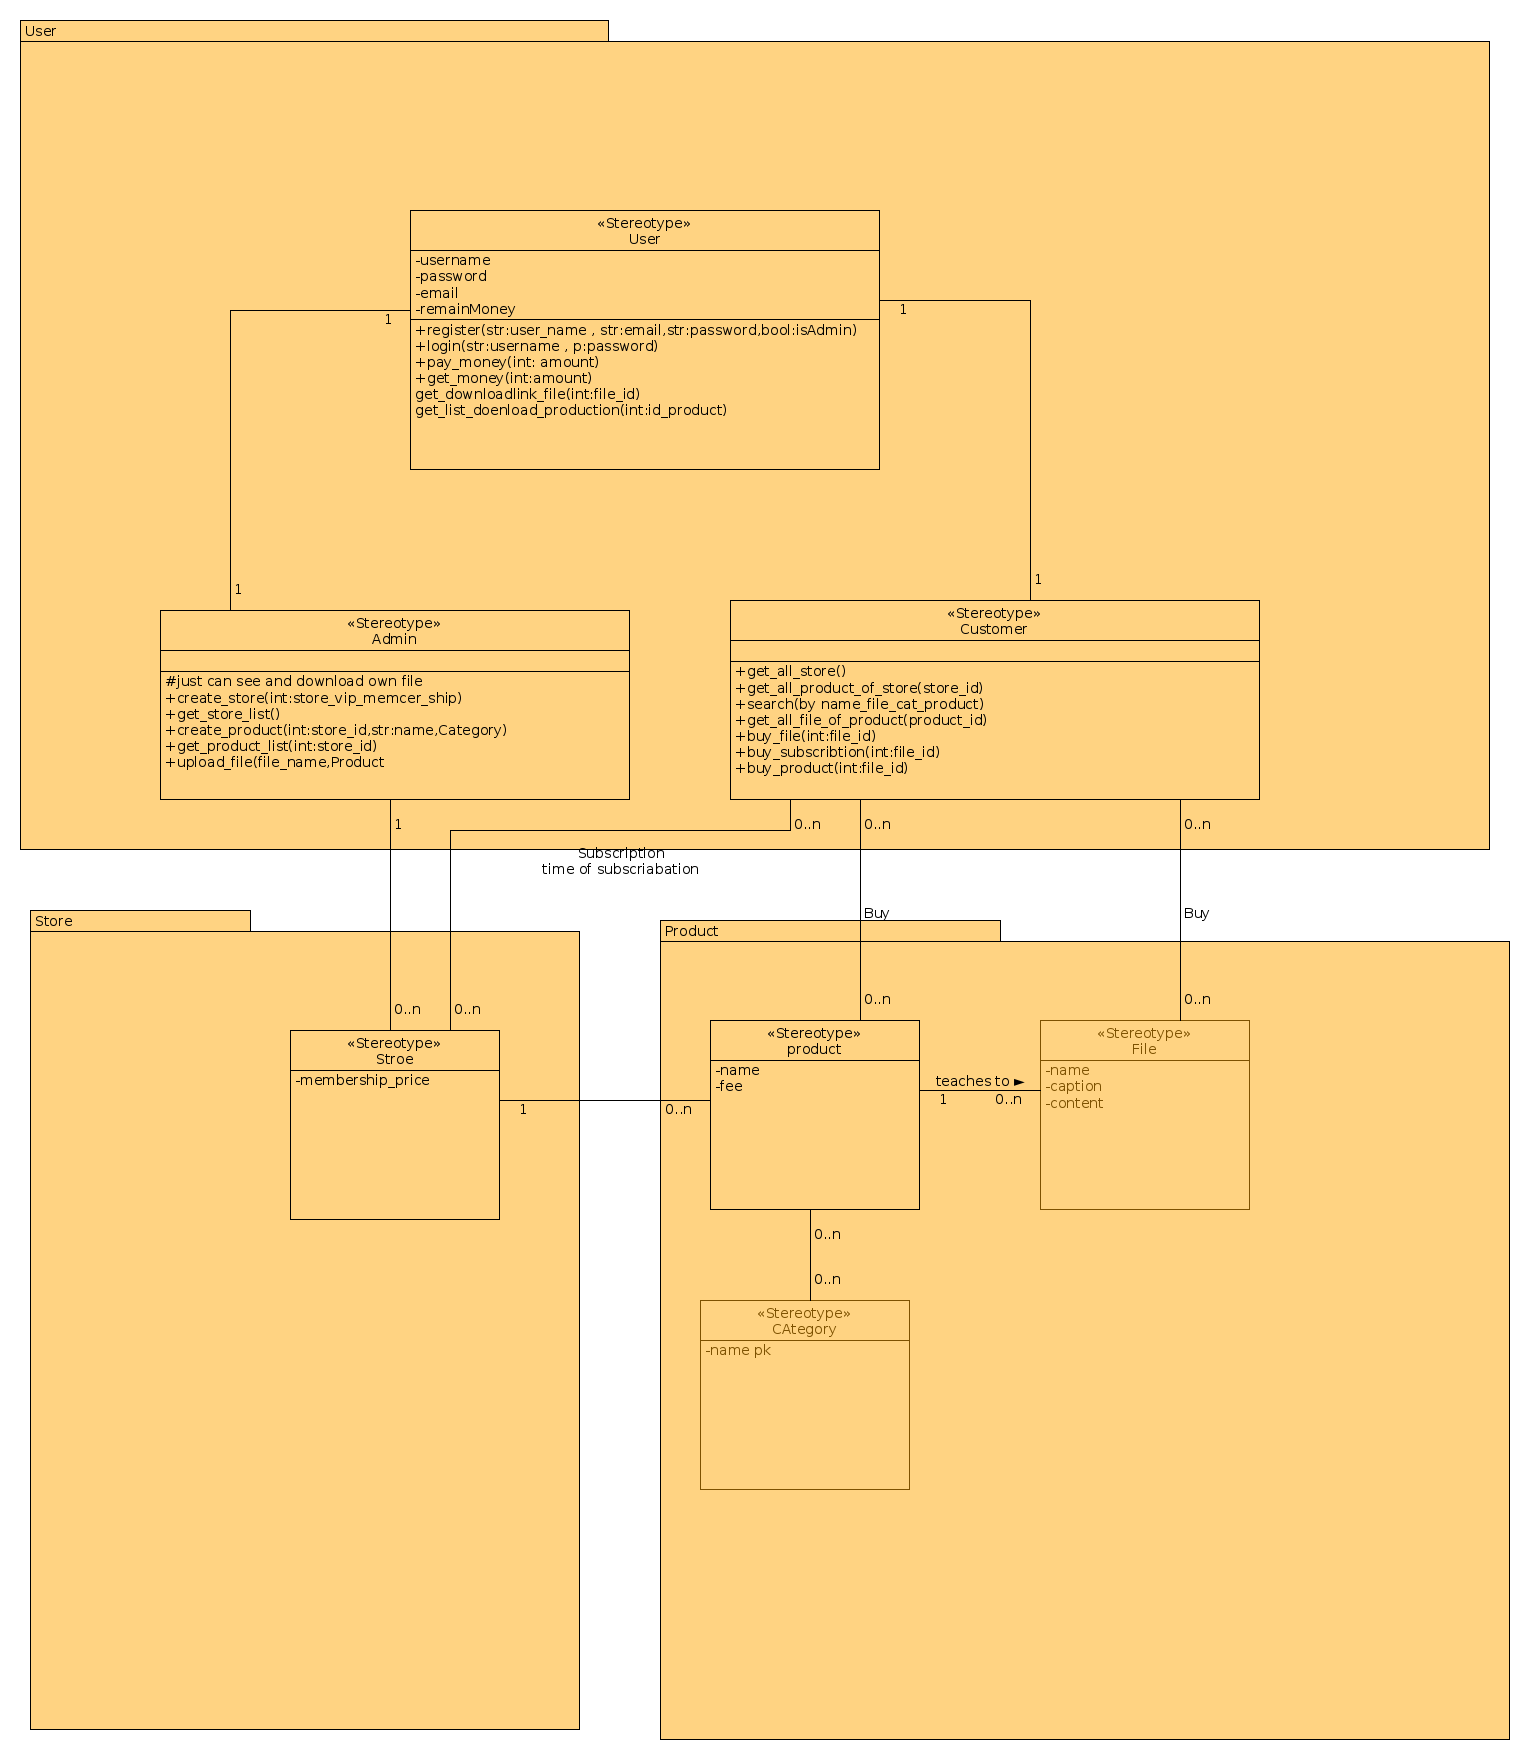 User
«Stereotype»
User
-username
-password
-email
-remainMoney
+register(str:user_name , str:email,str:password,bool:isAdmin)
+login(str:username , p:password)
+pay_money(int: amount)
+get_money(int:amount)
get_downloadlink_file(int:file_id)
get_list_doenload_production(int:id_product)
1
1
1
1
«Stereotype»
Admin
#just can see and download own file
+create_store(int:store_vip_memcer_ship)
+get_store_list()
+create_product(int:store_id,str:name,Category)
+get_product_list(int:store_id)
+upload_file(file_name,Product
«Stereotype»
Customer
+get_all_store()
+get_all_product_of_store(store_id)
+search(by name_file_cat_product)
+get_all_file_of_product(product_id)
+buy_file(int:file_id)
+buy_subscribtion(int:file_id)
+buy_product(int:file_id)
1
0..n
0..n
0..n
Subscription
time of subscriabation
Buy
Buy
Store
0..n
0..n
«Stereotype»
Stroe
-membership_price
1
0..n
Product
0..n
0..n
«Stereotype»
product
-name
-fee
teaches to ►
1
0..n
«Stereotype»
File
-name
-caption
-content
0..n
0..n
«Stereotype»
CAtegory
-name pk